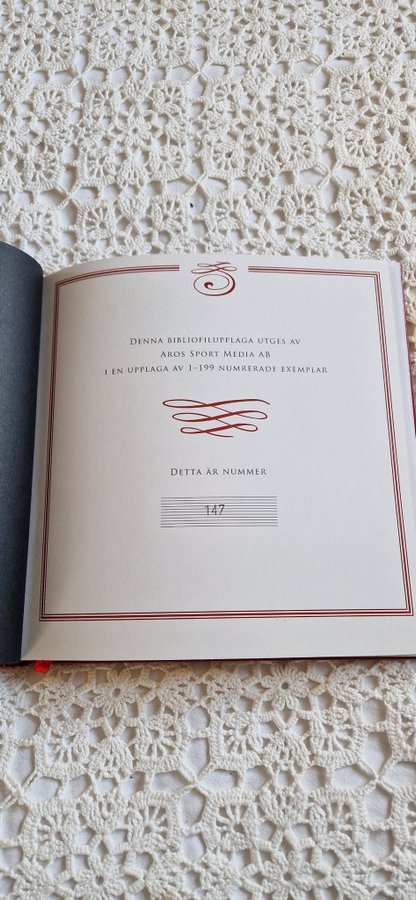 DENNA BIBLIOFILUPPLAGA UTGES AV
AROS SPORT MEDIA AB
I EN UPPLAGA AV 1–199 NUMRERADE EXEMPLAR
DETTA ÄR NUMMER
147